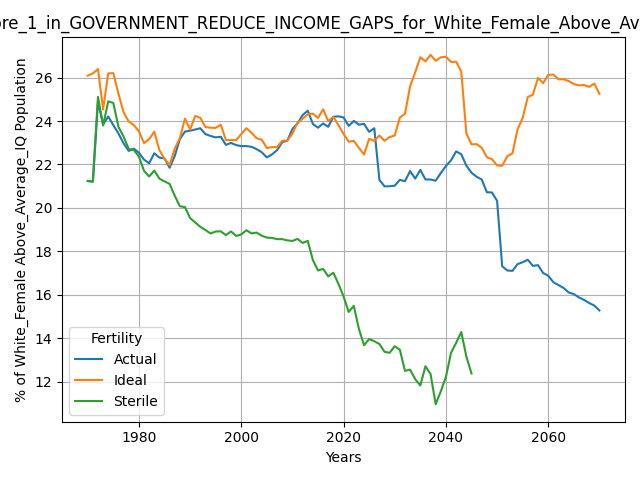 ore_1_in_GOVERNMENT_REDUCE_INCOME_GAPS_for_White_Female_Above_Av
% of White_Female Above_Average_IQ Population
26
24
22
20
18
16
14
12
Fertility
Actual
Ideal
Sterile
1980 2000 2020 2040 2060
Years